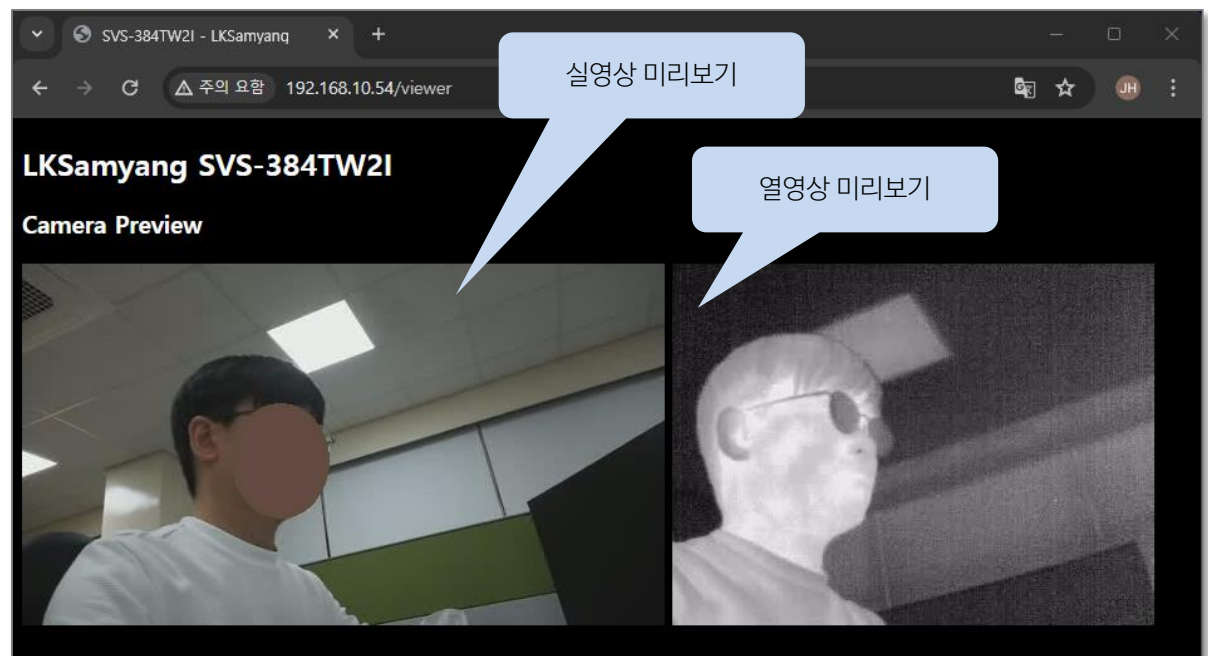 SVS-384TW2I - LKSamyang
주의 요함 192.168.10.54/viewer
JH
실영상 미리보기
LKSamyang SVS-384TW2I
열영상 미리보기
Camera Preview